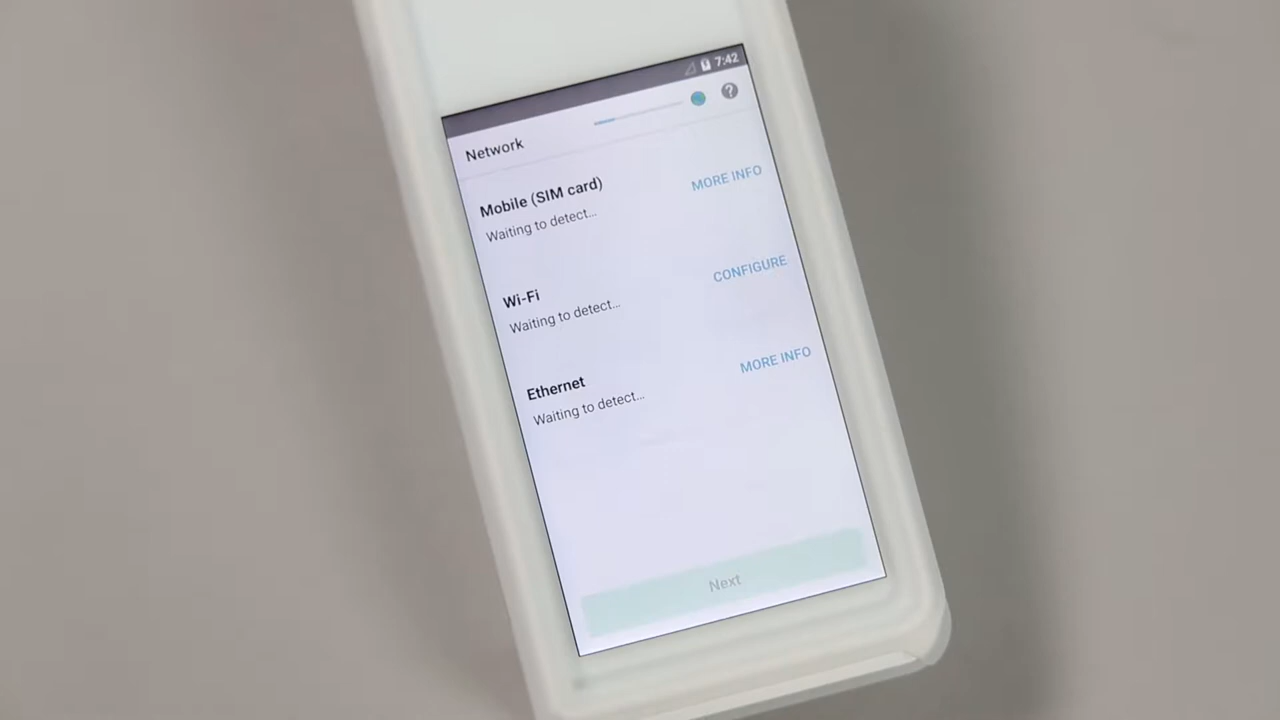 7:42
Network
?
Mobile (SIM card)
MORE INFO
Waiting to detect...
Wi-Fi
CONFIGURE
Waiting to detect...
Ethernet
MORE INFO
Waiting to detect...
Next